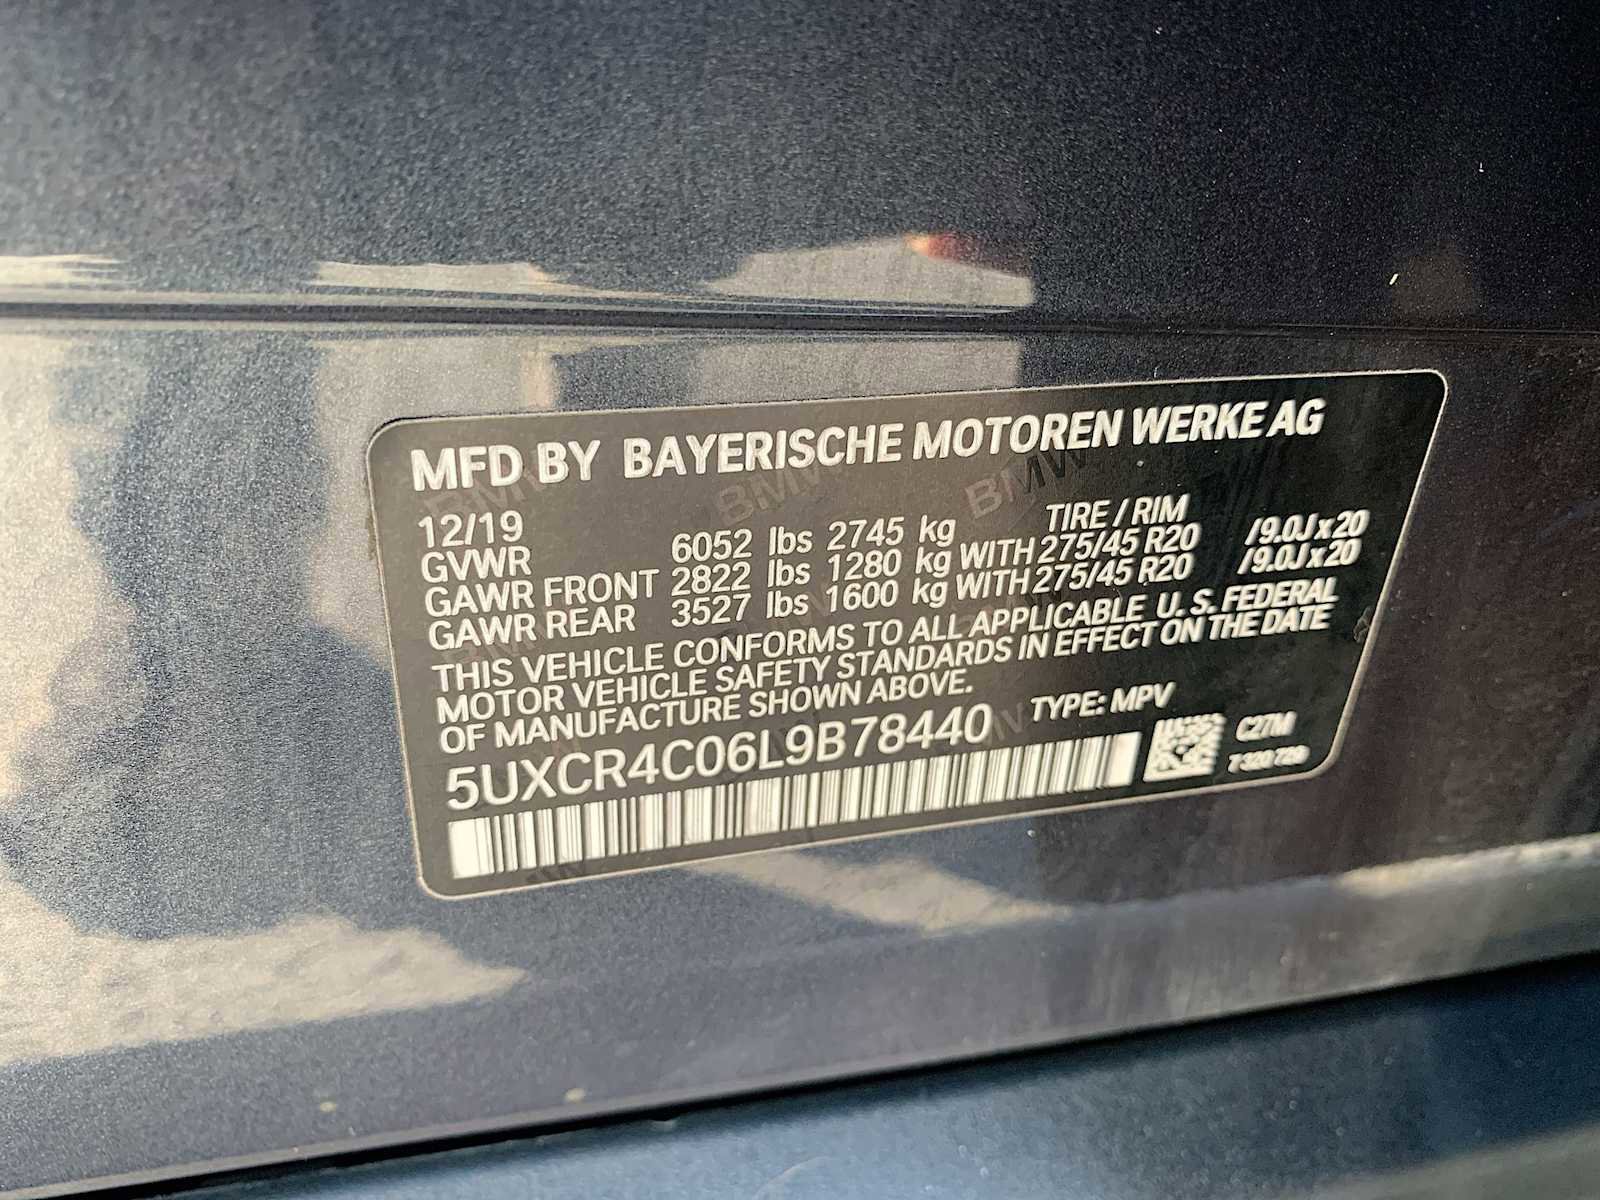 MFD BY BAYERISCHE MOTOREN WERKE AG
12/19 TIRE / RIM
GVWR 6052 lbs 2745 kg
GAWR FRONT 2822 lbs 1280 kg WITH 275/45 R20 /9.0J x 20
GAWR REAR 3527 lbs 1600 kg WITH 275/45 R20 /9.0J x 20
THIS VEHICLE CONFORMS TO ALL APPLICABLE U. S. FEDERAL
MOTOR VEHICLE SAFETY STANDARDS IN EFFECT ON THE DATE
OF MANUFACTURE SHOWN ABOVE.
5UXCR4C06L9B78440 TYPE: MPV
C27M
7 320 729